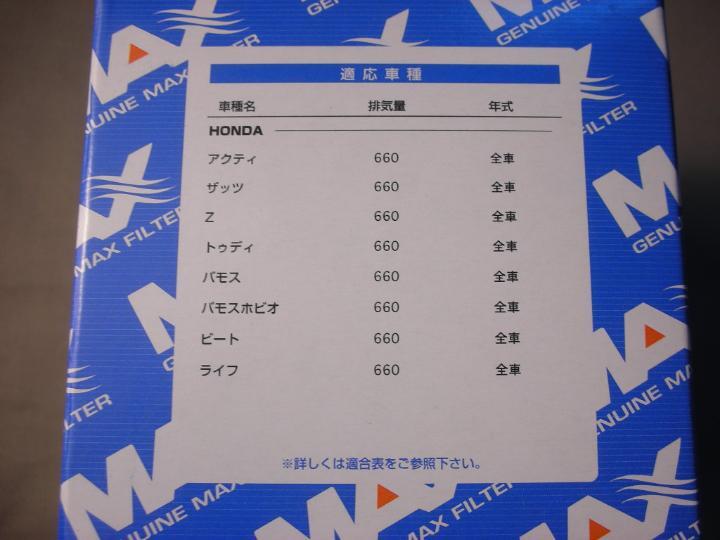 適応車種
車種名 排気量 年式
HONDA
アクティ 660 全車
ザッツ 660 全車
Z 660 全車
トゥディ 660 全車
バモス 660 全車
バモスホビオ 660 全車
ビート 660 全車
ライフ 660 全車
※詳しくは適合表をご参照下さい。
MAX
GENUINE MAX FILTER